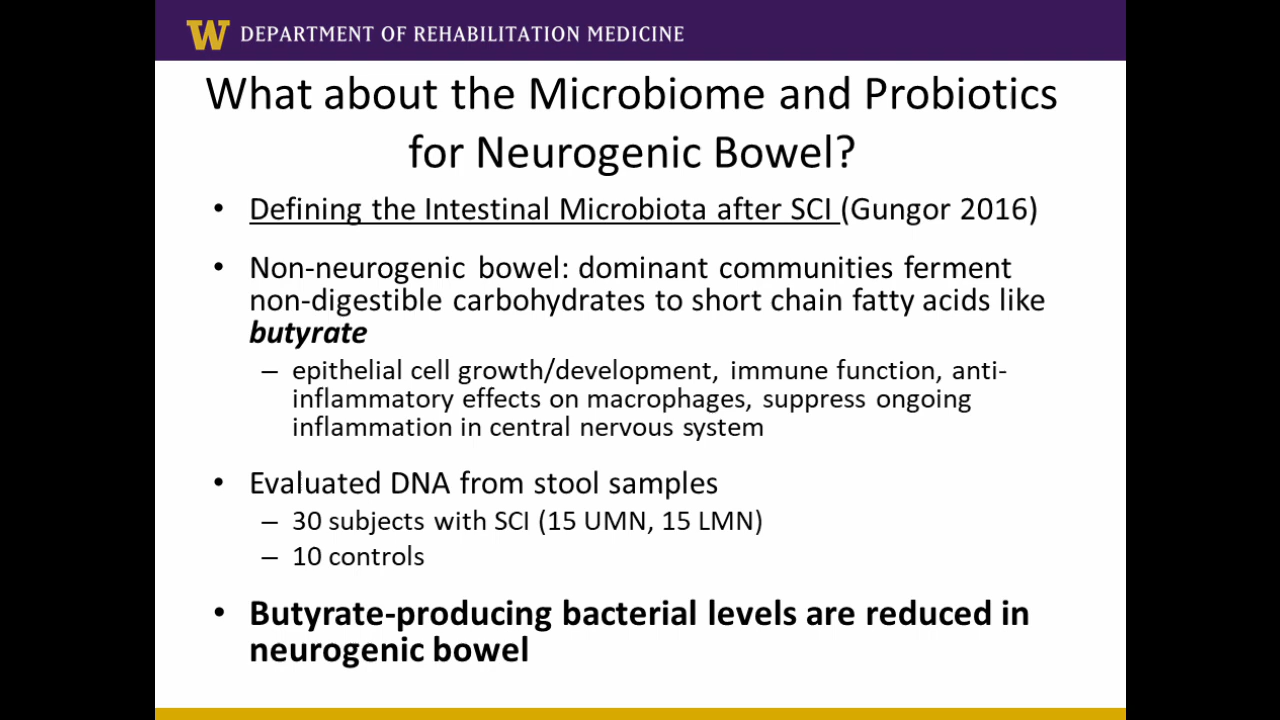 W DEPARTMENT OF REHABILITATION MEDICINE
What about the Microbiome and Probiotics
for Neurogenic Bowel?
• Defining the Intestinal Microbiota after SCI (Gungor 2016)
• Non-neurogenic bowel: dominant communities ferment
non-digestible carbohydrates to short chain fatty acids like
butyrate
– epithelial cell growth/development, immune function, anti-
inflammatory effects on macrophages, suppress ongoing
inflammation in central nervous system
• Evaluated DNA from stool samples
– 30 subjects with SCI (15 UMN, 15 LMN)
– 10 controls
• Butyrate-producing bacterial levels are reduced in
neurogenic bowel